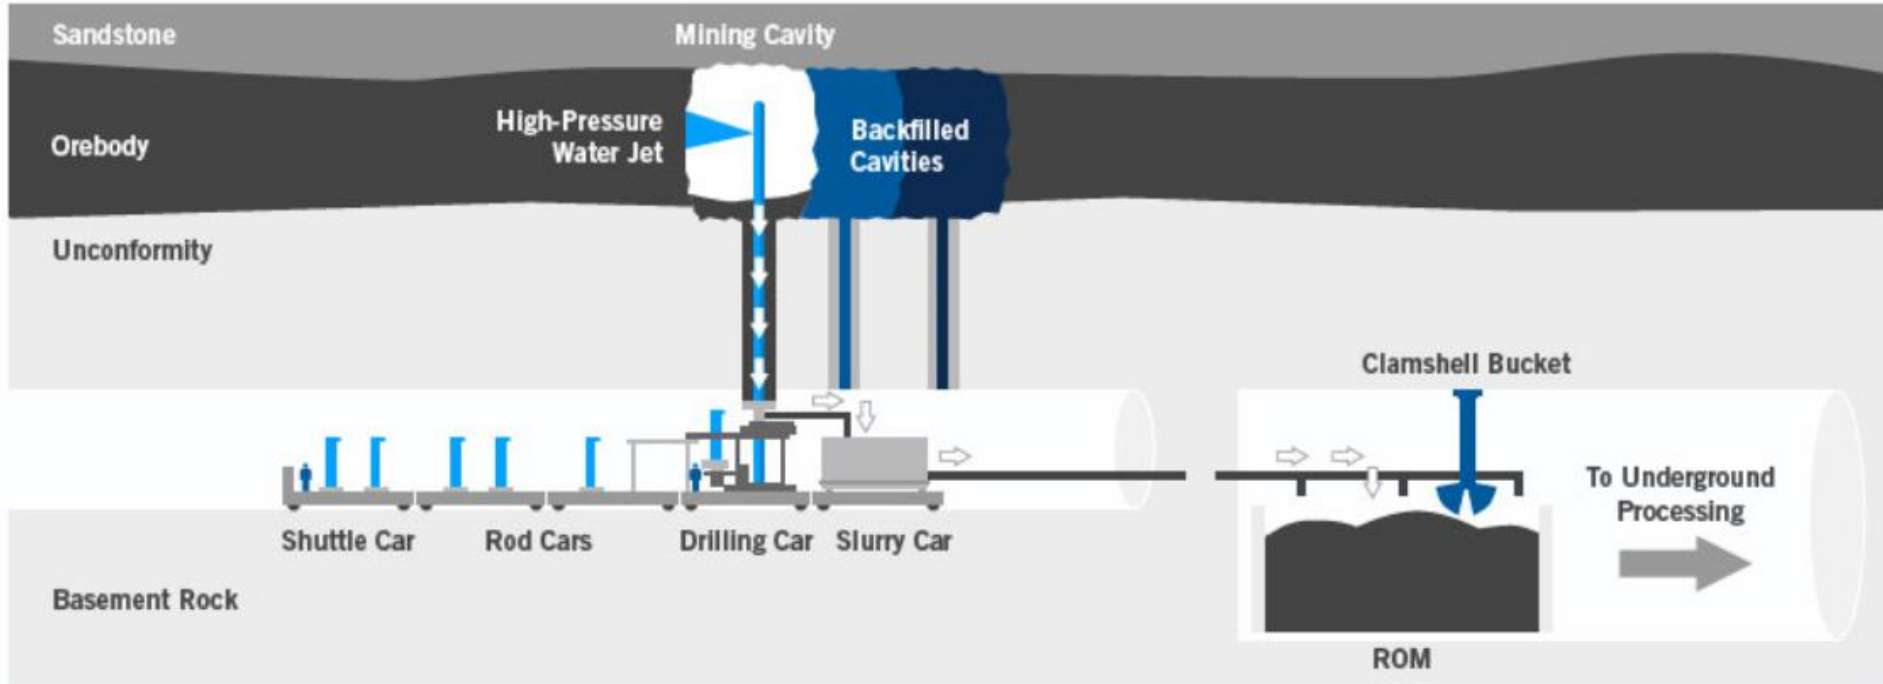 Sandstone
Mining Cavity
High-Pressure
Water Jet
Orebody
Backfilled
Cavities
Unconformity
Clamshell Bucket
To Underground
Processing
Shuttle Car
Rod Cars
Drilling Car
Slurry Car
Basement Rock
ROM